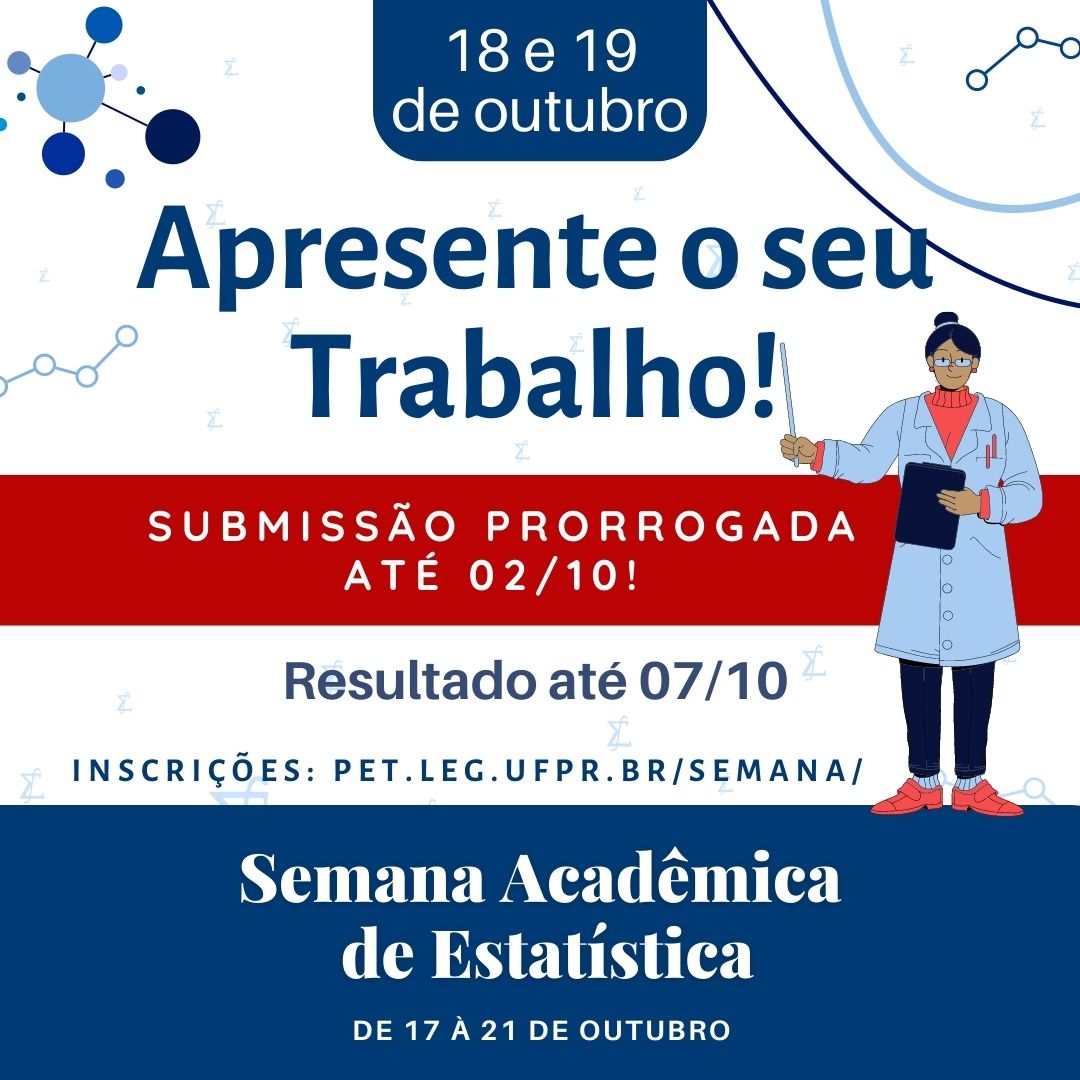 18 e 19
de outubro
Apresente o seu
Trabalho!
SUBMISSÃO PRORROGADA
ATÉ 02/10!
Resultado até 07/10
INSCRIÇÕES: PET.LEG.UFPR.BR/SEMANA/
Semana Acadêmica
de Estatística
DE 17 À 21 DE OUTUBRO